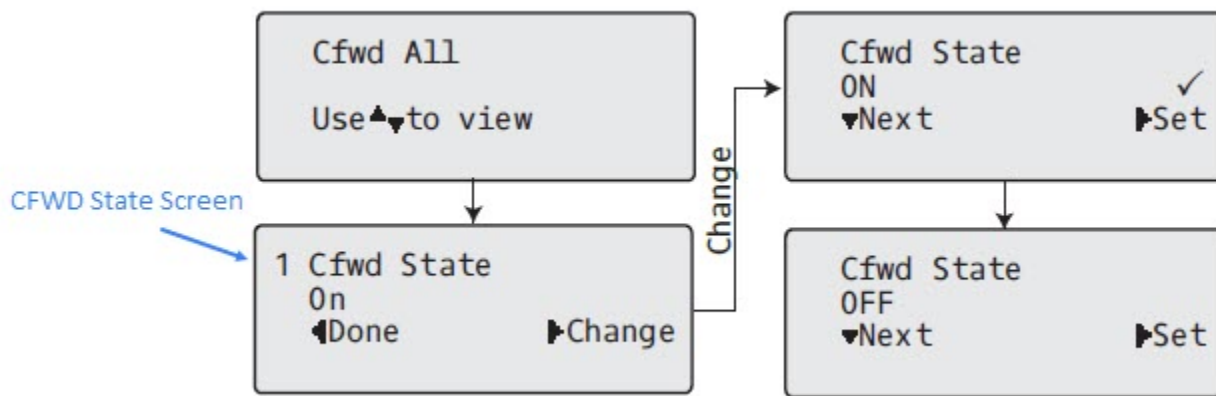 Cfwd All
Use▲▼to view
CFWD State Screen
1 Cfwd State
On
◀Done ▶Change
Change
Cfwd State
ON ✓
▼Next ▶Set
Cfwd State
OFF
▼Next ▶Set